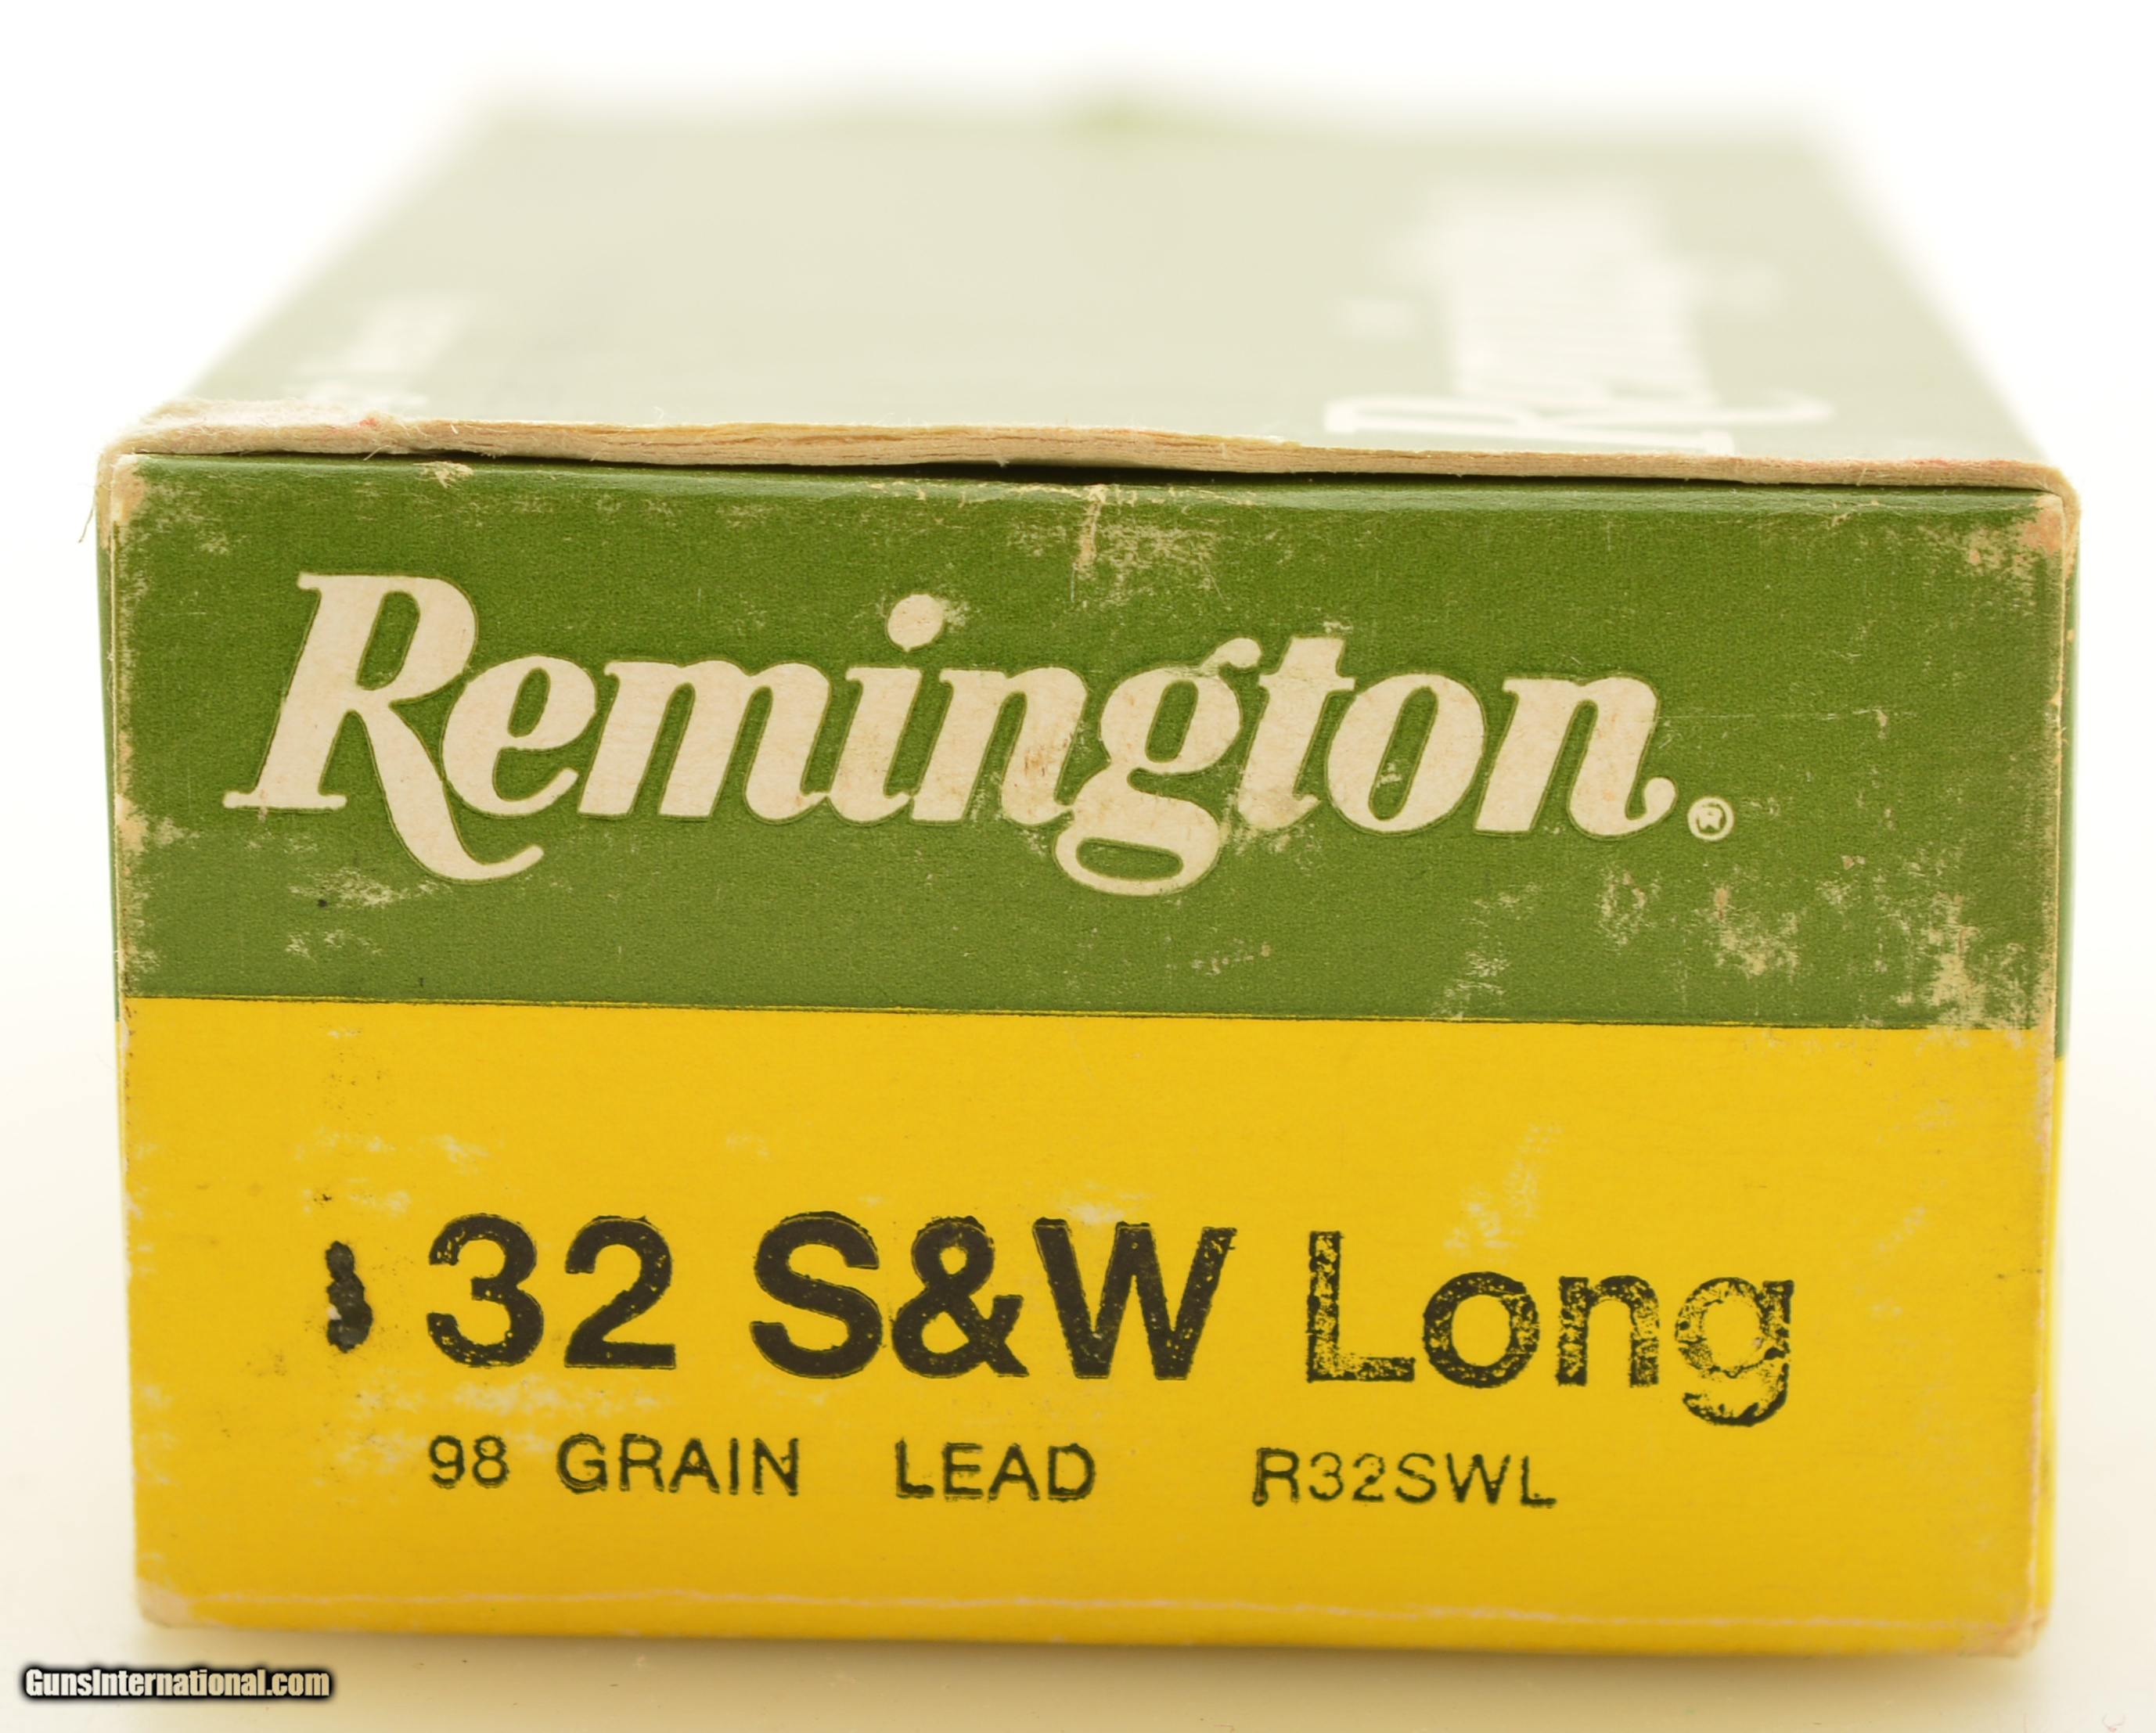 Remington.®
32 S&W Long
98 GRAIN LEAD R32SWL
GunsInternational.com